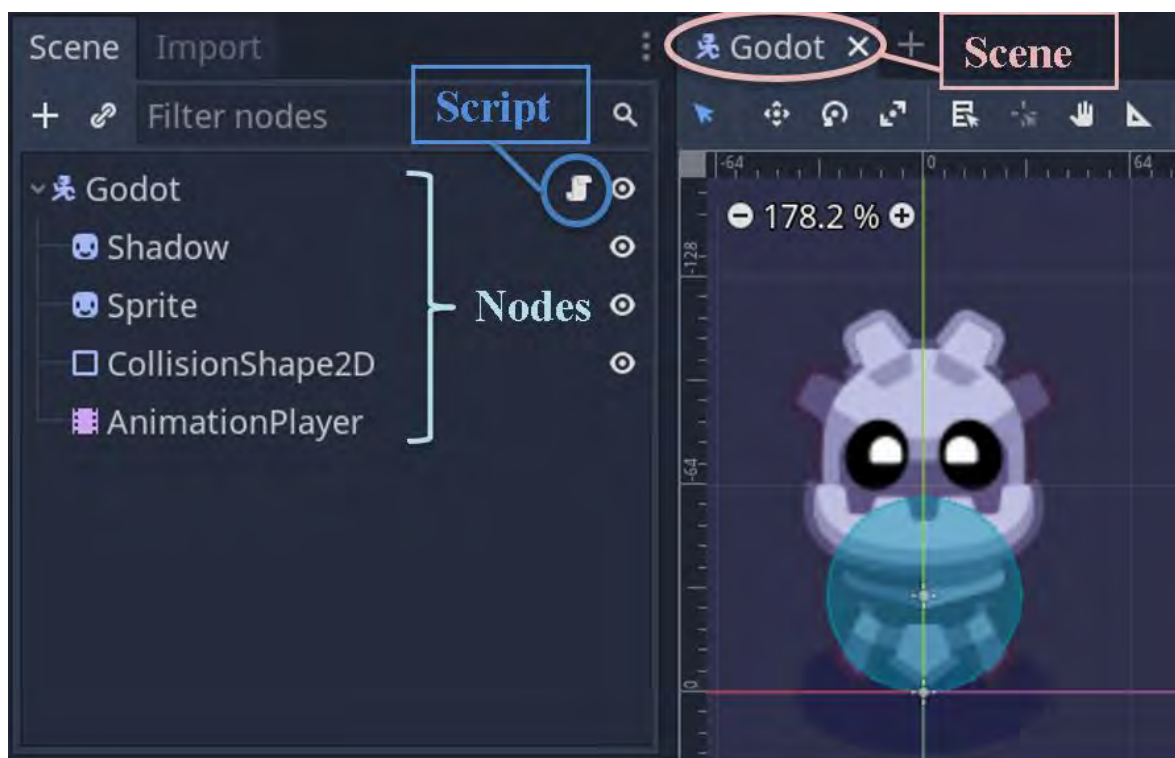 Scene Import
Godot ×
Scene
Filter nodes
Script
Godot
Shadow
Sprite
Nodes
CollisionShape2D
AnimationPlayer
-64 0 64
178.2 %
-128
-64
0